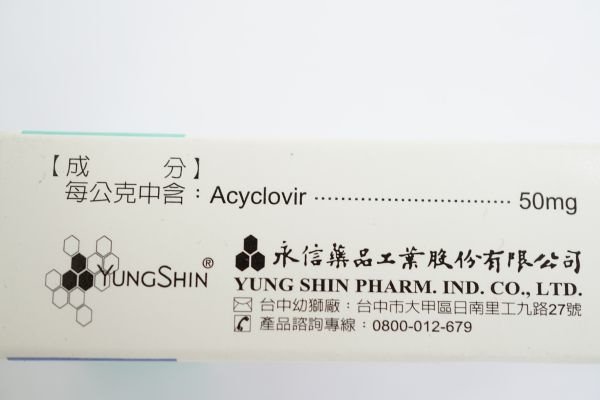 【成 分】
每公克中含：Acyclovir ······························ 50mg
YUNGSHIN®
永信藥品工業股份有限公司
YUNG SHIN PHARM. IND. CO., LTD.
台中幼獅廠：台中市大甲區日南里工九路27號
產品諮詢專線：0800-012-679